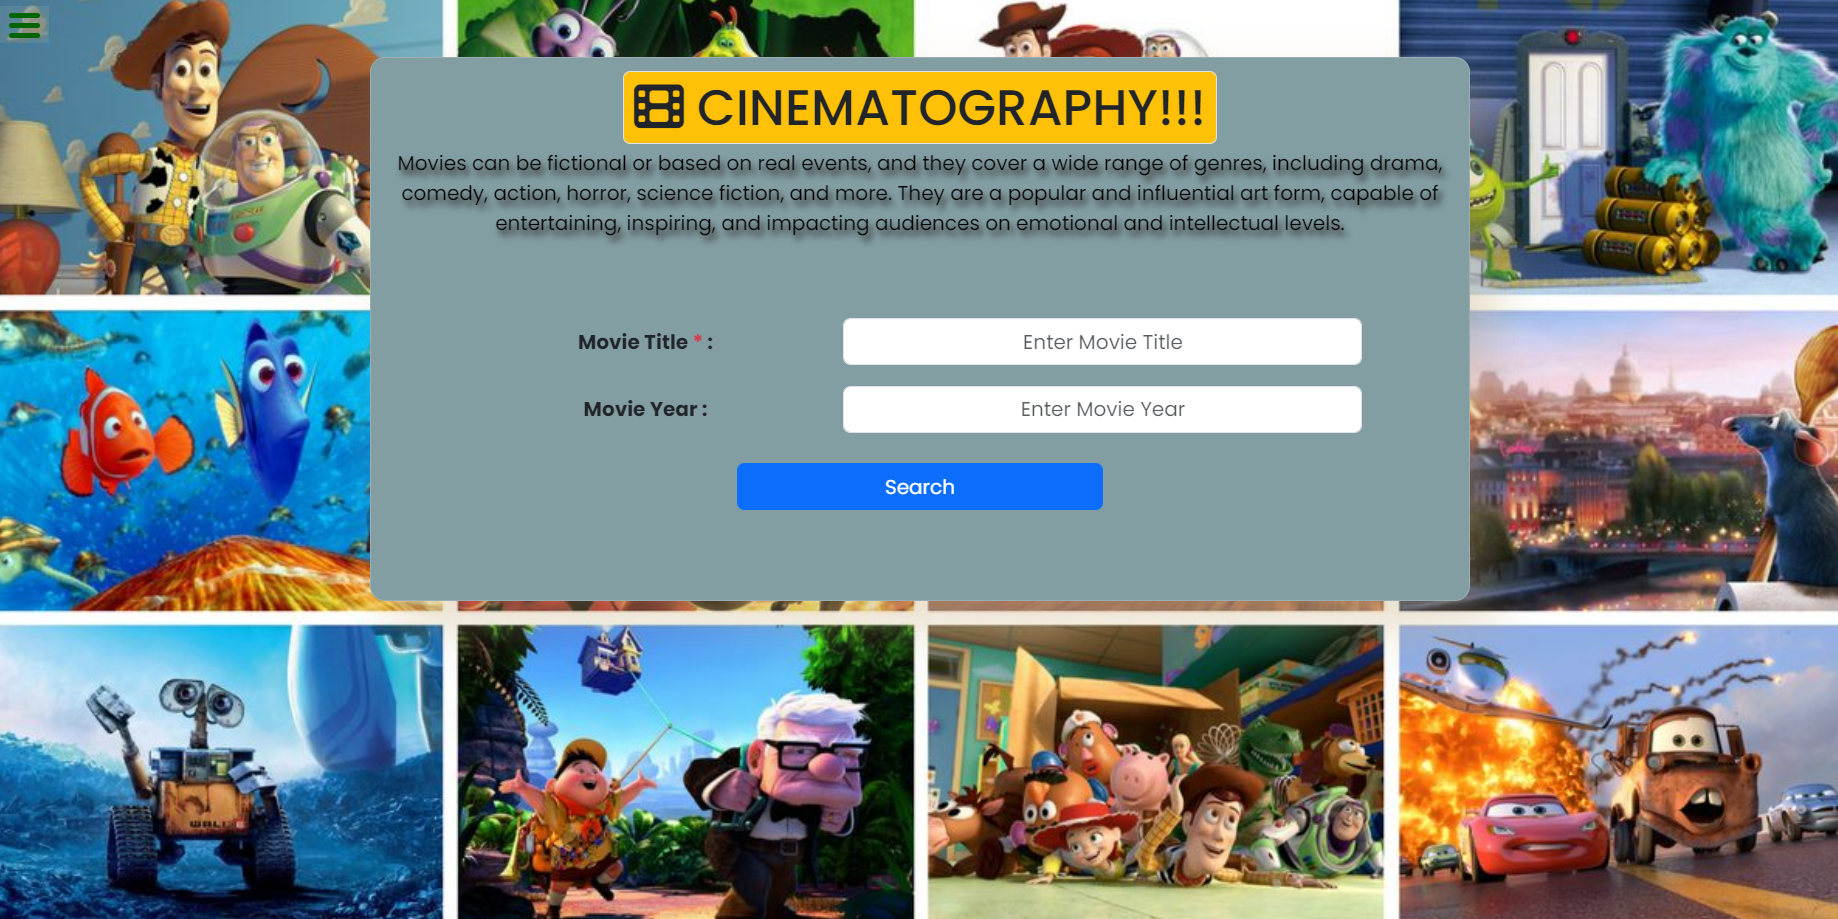 CINEMATOGRAPHY!!!
Movies can be fictional or based on real events, and they cover a wide range of genres, including drama,
comedy, action, horror, science fiction, and more. They are a popular and influential art form, capable of
entertaining, inspiring, and impacting audiences on emotional and intellectual levels.
Movie Title * :
Enter Movie Title
Movie Year :
Enter Movie Year
Search
WALL